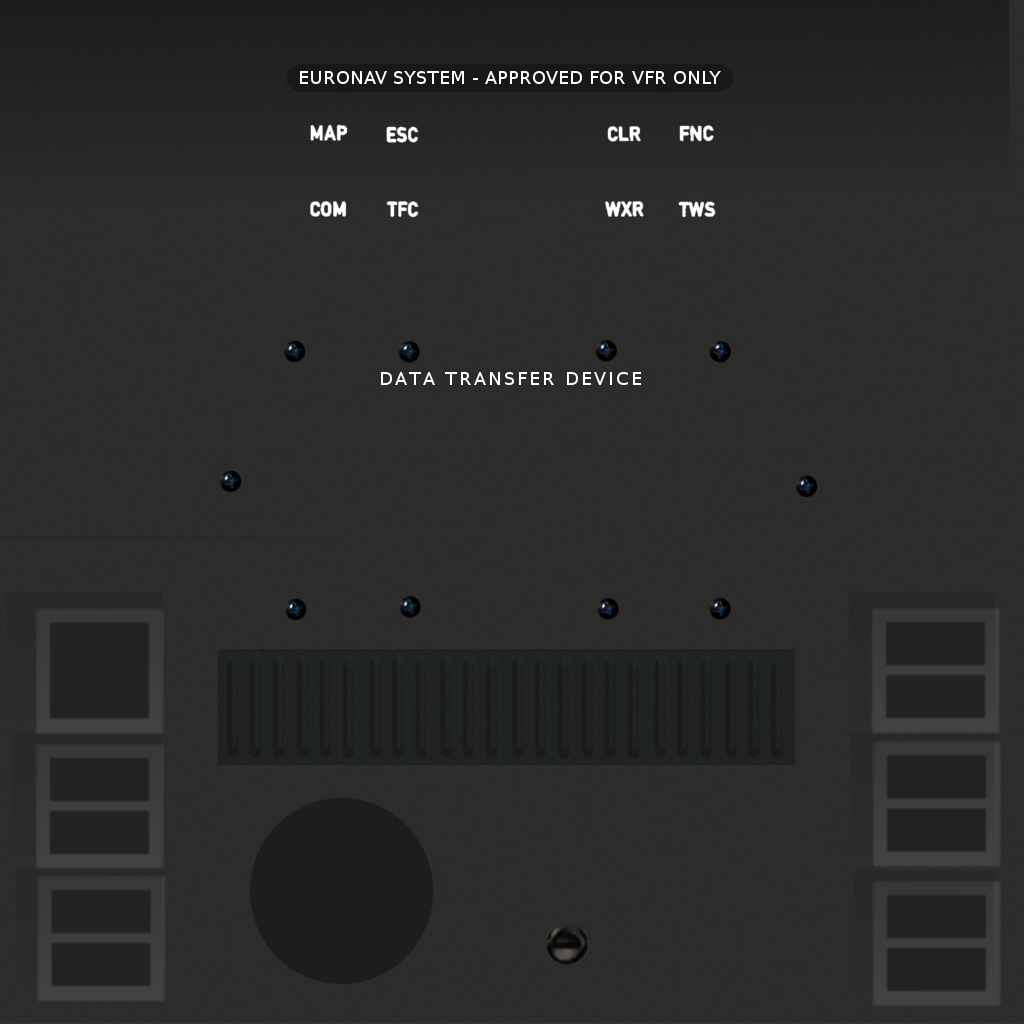 EURONAV SYSTEM - APPROVED FOR VFR ONLY
MAP ESC CLR FNC
COM TFC WXR TWS
DATA TRANSFER DEVICE